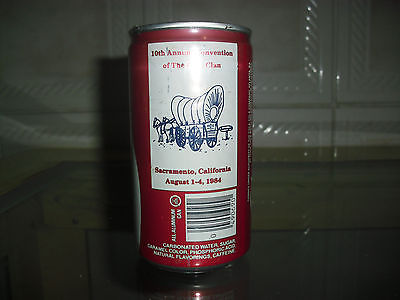 10th Annual Convention
of The Clan
Sacramento, California
August 1-4, 1984
ALL ALUMINUM
CAN
CARBONATED WATER, SUGAR,
CARAMEL COLOR, PHOSPHORIC ACID,
NATURAL FLAVORINGS, CAFFEINE